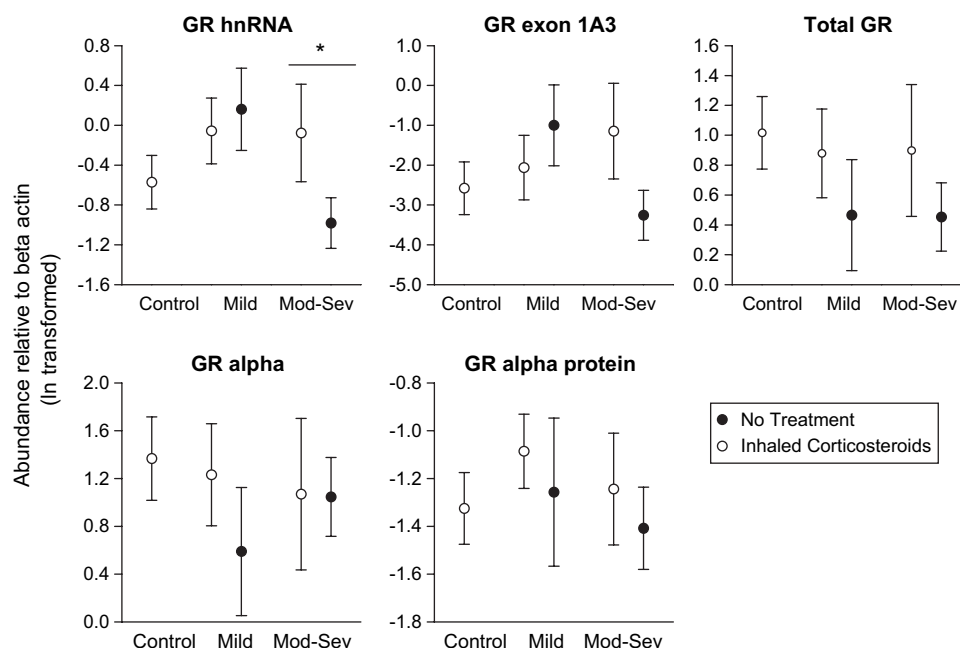 GR hnRNA
0.8
0.4
0.0
-0.4
-0.8
-1.2
-1.6
*
Control Mild Mod-Sev
GR exon 1A3
1.0
0.0
-1.0
-2.0
-3.0
-4.0
-5.0
Control Mild Mod-Sev
Total GR
1.6
1.4
1.2
1.0
0.8
0.6
0.4
0.2
0.0
Control Mild Mod-Sev
Abundance relative to beta actin
(ln transformed)
GR alpha
2.0
1.6
1.2
0.8
0.4
0.0
Control Mild Mod-Sev
GR alpha protein
-0.8
-1.0
-1.2
-1.4
-1.6
-1.8
Control Mild Mod-Sev
No Treatment
Inhaled Corticosteroids